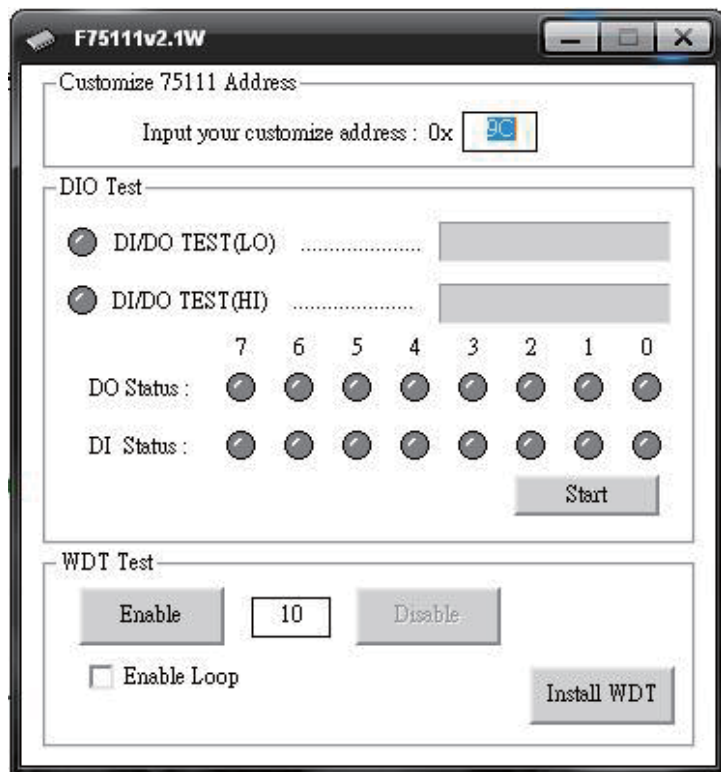 F75111v2.1W
Customize 75111 Address
Input your customize address : 0x 9C
DIO Test
DI/DO TEST(LO) .....................
DI/DO TEST(HI) .....................
7 6 5 4 3 2 1 0
DO Status :
DI Status :
Start
WDT Test
Enable 10 Disable
Enable Loop
Install WDT